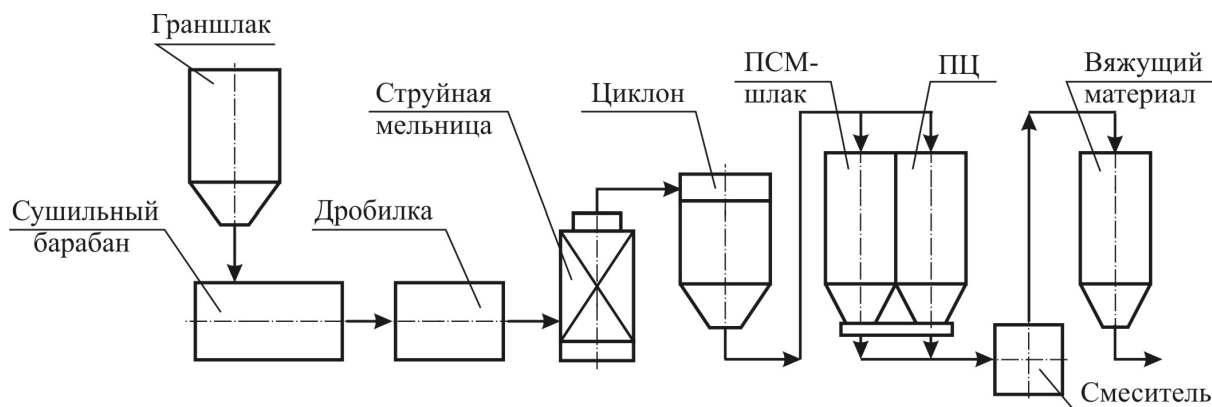 Граншлак
Струйная
мельница
Циклон
ПСМ-
шлак
ПЦ
Вяжущий
материал
Сушильный
барабан
Дробилка
Смеситель